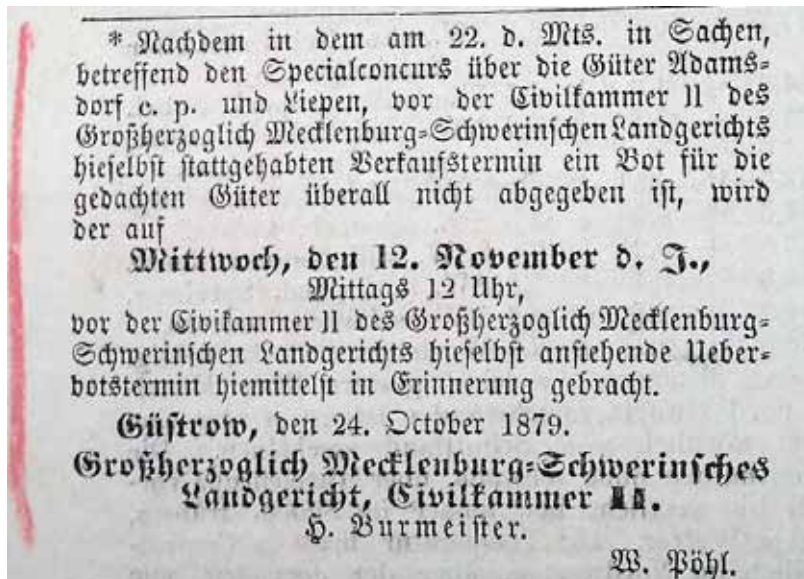 * Nachdem in dem am 22. d. Mts. in Sachen,
betreffend den Specialconcurs über die Güter Adams-
dorf c. p. und Liepen, vor der Civilkammer II des
Großherzoglich Mecklenburg-Schwerinschen Landgerichts
hieselbst stattgehabten Verkaufstermin ein Bot für die
gedachten Güter überall nicht abgegeben ist, wird
der auf
Mittwoch, den 12. November d. J.,
Mittags 12 Uhr,
vor der Civilkammer II des Großherzoglich Mecklenburg-
Schwerinschen Landgerichts hieselbst anstehende Ueber-
botstermin hiemittelst in Erinnerung gebracht.
Güstrow, den 24. October 1879.
Großherzoglich Mecklenburg-Schwerinsches
Landgericht, Civilkammer II.
H. Burmeister.
W. Pöhl.